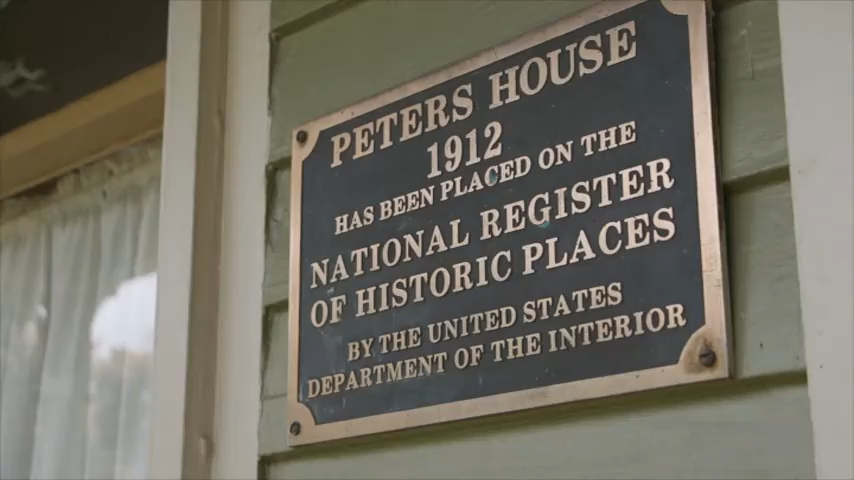 PETERS HOUSE
1912
HAS BEEN PLACED ON THE
NATIONAL REGISTER
OF HISTORIC PLACES
BY THE UNITED STATES
DEPARTMENT OF THE INTERIOR